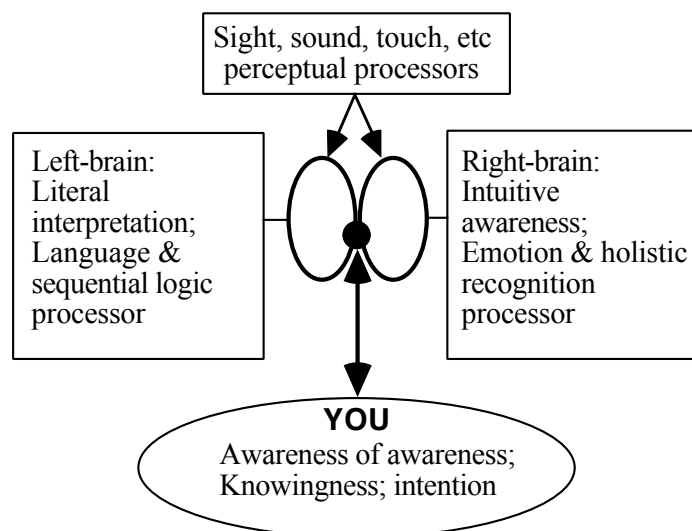 Sight, sound, touch, etc
perceptual processors
Left-brain:
Literal
interpretation;
Language &
sequential logic
processor
Right-brain:
Intuitive
awareness;
Emotion & holistic
recognition
processor
YOU
Awareness of awareness;
Knowingness; intention